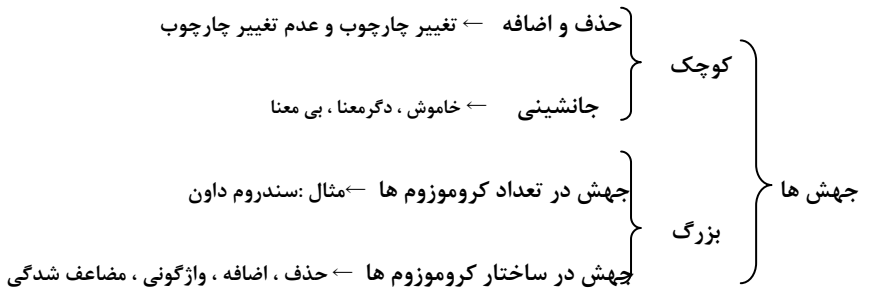 حذف و اضافه ← تغییر چارچوب و عدم تغییر چارچوب
کوچک
جانشینی ← خاموش ، دگرمعنا ، بی معنا
جهش ها
جهش در تعداد کروموزوم ها ←مثال :سندروم داون
بزرگ
جهش در ساختار کروموزوم ها ← حذف ، اضافه ، واژگونی ، مضاعف شدگی